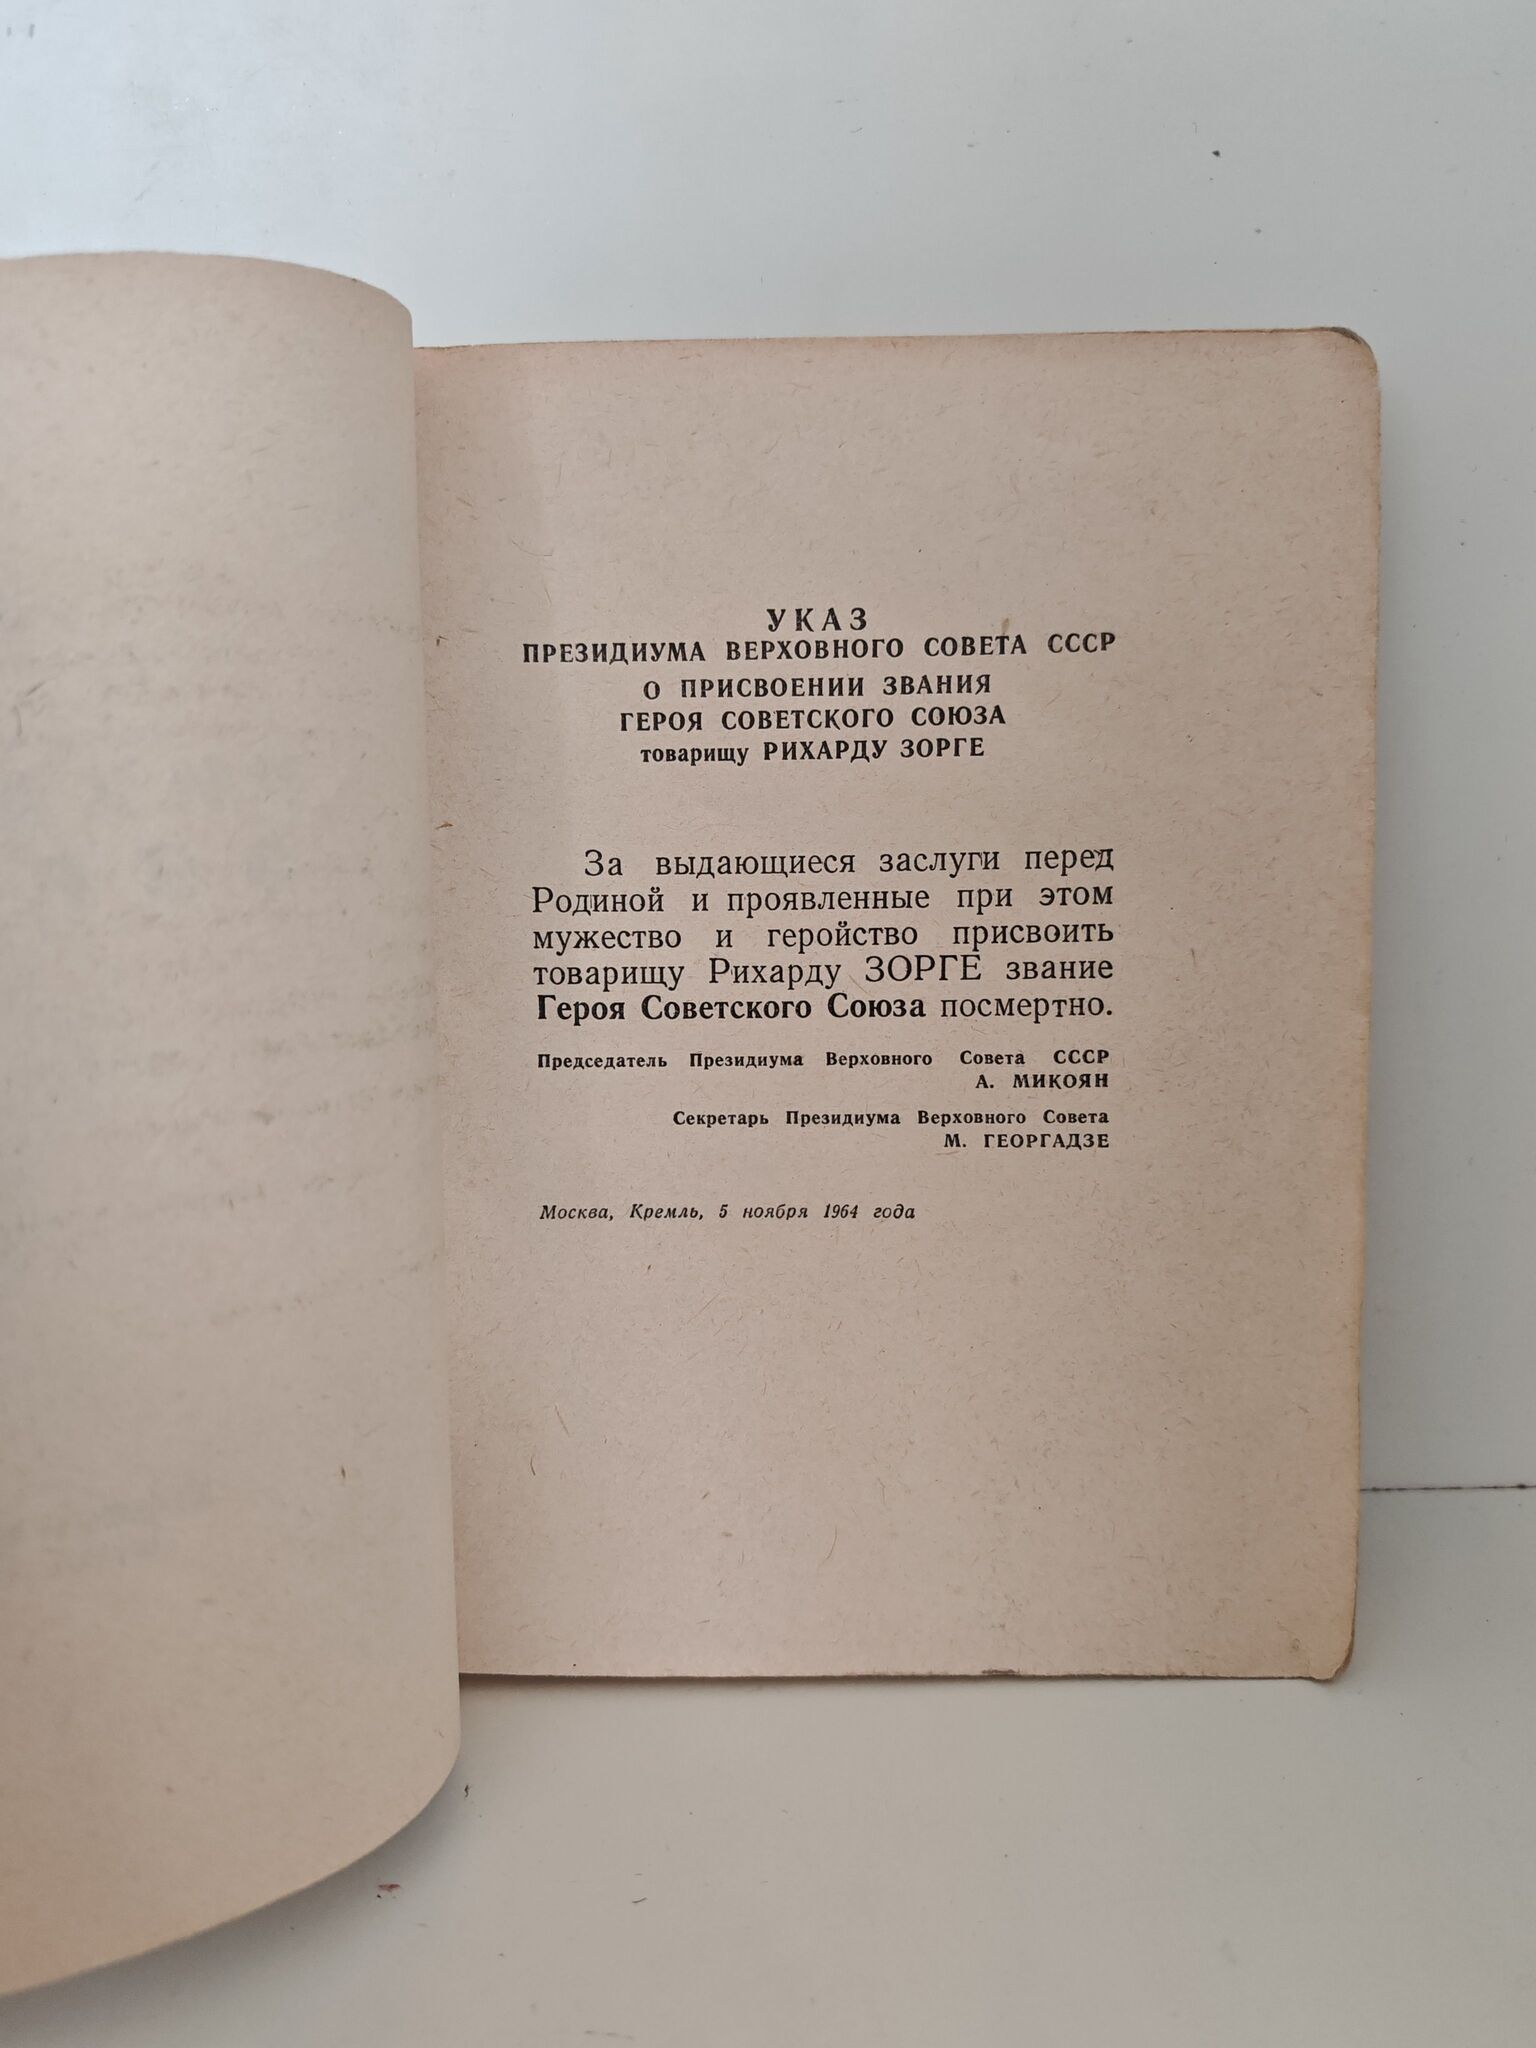 УКАЗ
ПРЕЗИДИУМА ВЕРХОВНОГО СОВЕТА СССР
О ПРИСВОЕНИИ ЗВАНИЯ
ГЕРОЯ СОВЕТСКОГО СОЮЗА
товарищу РИХАРДУ ЗОРГЕ
За выдающиеся заслуги перед
Родиной и проявленные при этом
мужество и геройство присвоить
товарищу Рихарду ЗОРГЕ звание
Героя Советского Союза посмертно.
Председатель Президиума Верховного Совета СССР
А. МИКОЯН
Секретарь Президиума Верховного Совета
М. ГЕОРГАДЗЕ
Москва, Кремль, 5 ноября 1964 года